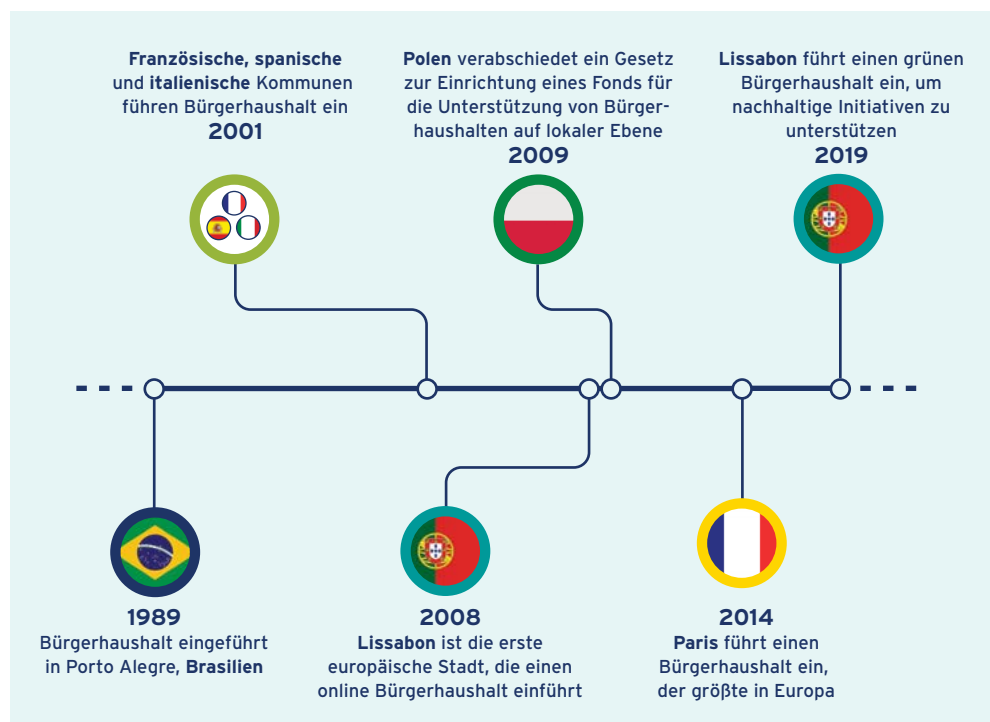 Französische, spanische
und italienische Kommunen
führen Bürgerhaushalt ein
2001
Polen verabschiedet ein Gesetz
zur Einrichtung eines Fonds für
die Unterstützung von Bürger-
haushalten auf lokaler Ebene
2009
Lissabon führt einen grünen
Bürgerhaushalt ein, um
nachhaltige Initiativen zu
unterstützen
2019
1989
Bürgerhaushalt eingeführt
in Porto Alegre, Brasilien
2008
Lissabon ist die erste
europäische Stadt, die einen
online Bürgerhaushalt einführt
2014
Paris führt einen
Bürgerhaushalt ein,
der größte in Europa